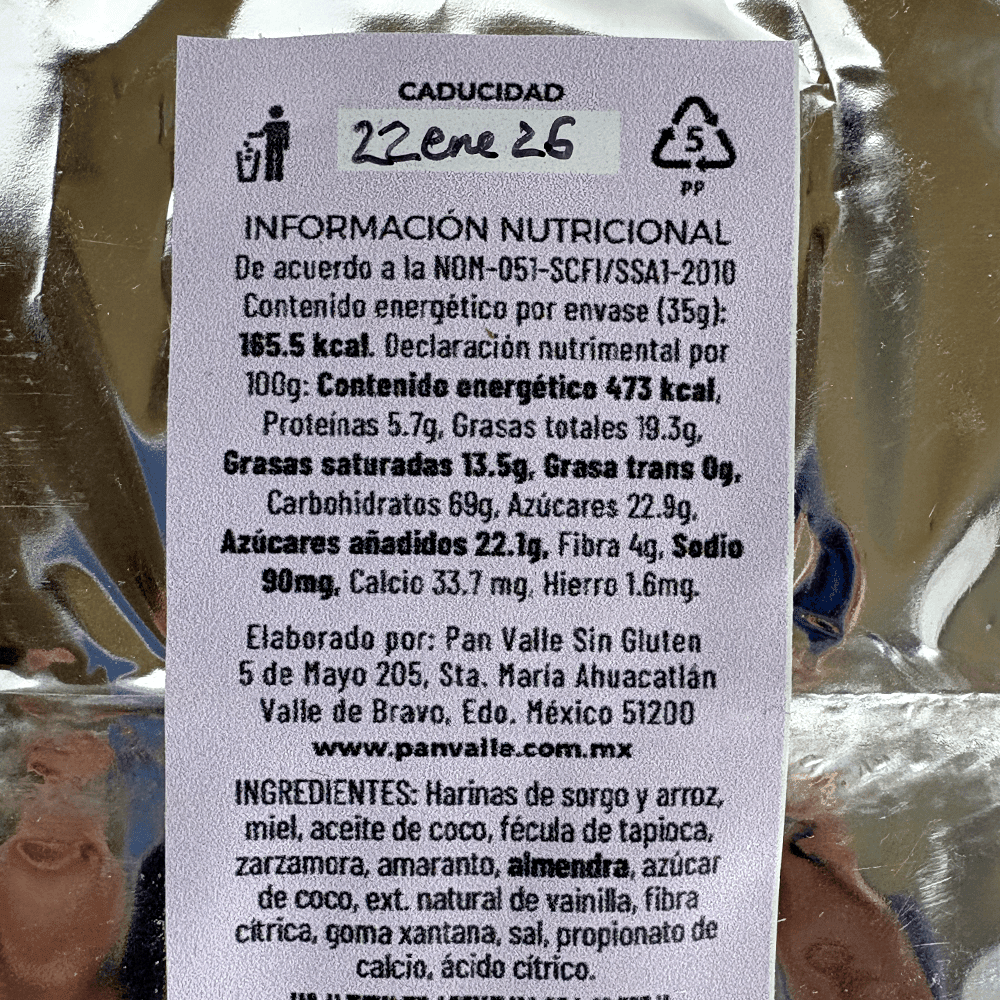 CADUCIDAD
22 ene 26
5
PP
INFORMACIÓN NUTRICIONAL
De acuerdo a la NOM-051-SCFI/SSA1-2010
Contenido energético por envase (35g):
165.5 kcal. Declaración nutrimental por
100g: Contenido energético 473 kcal,
Proteínas 5.7g, Grasas totales 19.3g,
Grasas saturadas 13.5g, Grasa trans 0g,
Carbohidratos 69g, Azúcares 22.9g,
Azúcares añadidos 22.1g, Fibra 4g, Sodio
90mg, Calcio 33.7 mg, Hierro 1.6mg.
Elaborado por: Pan Valle Sin Gluten
5 de Mayo 205, Sta. María Ahuacatlán
Valle de Bravo, Edo. México 51200
www.panvalle.com.mx
INGREDIENTES: Harinas de sorgo y arroz,
miel, aceite de coco, fécula de tapioca,
zarzamora, amaranto, almendra, azúcar
de coco, ext. natural de vainilla, fibra
cítrica, goma xantana, sal, propionato de
calcio, ácido cítrico.